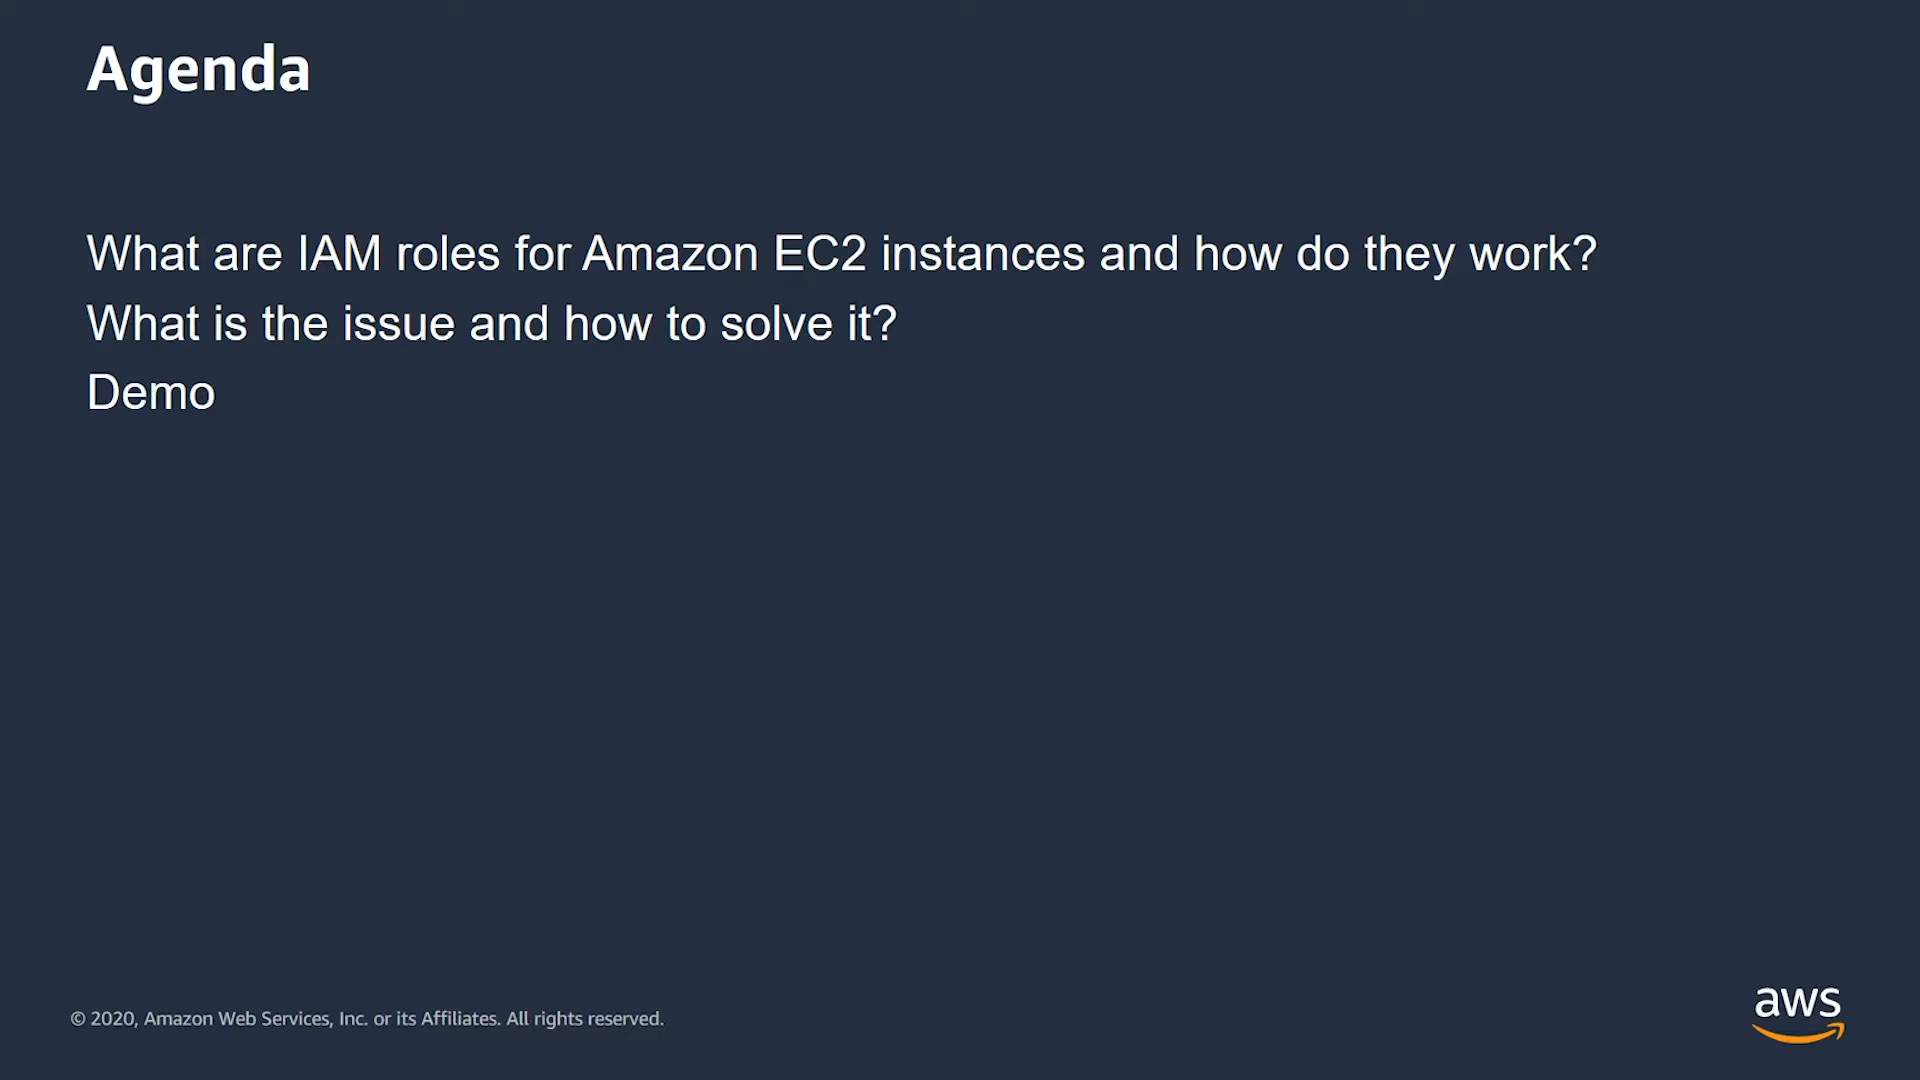 Agenda
What are IAM roles for Amazon EC2 instances and how do they work?
What is the issue and how to solve it?
Demo
© 2020, Amazon Web Services, Inc. or its Affiliates. All rights reserved.
aws